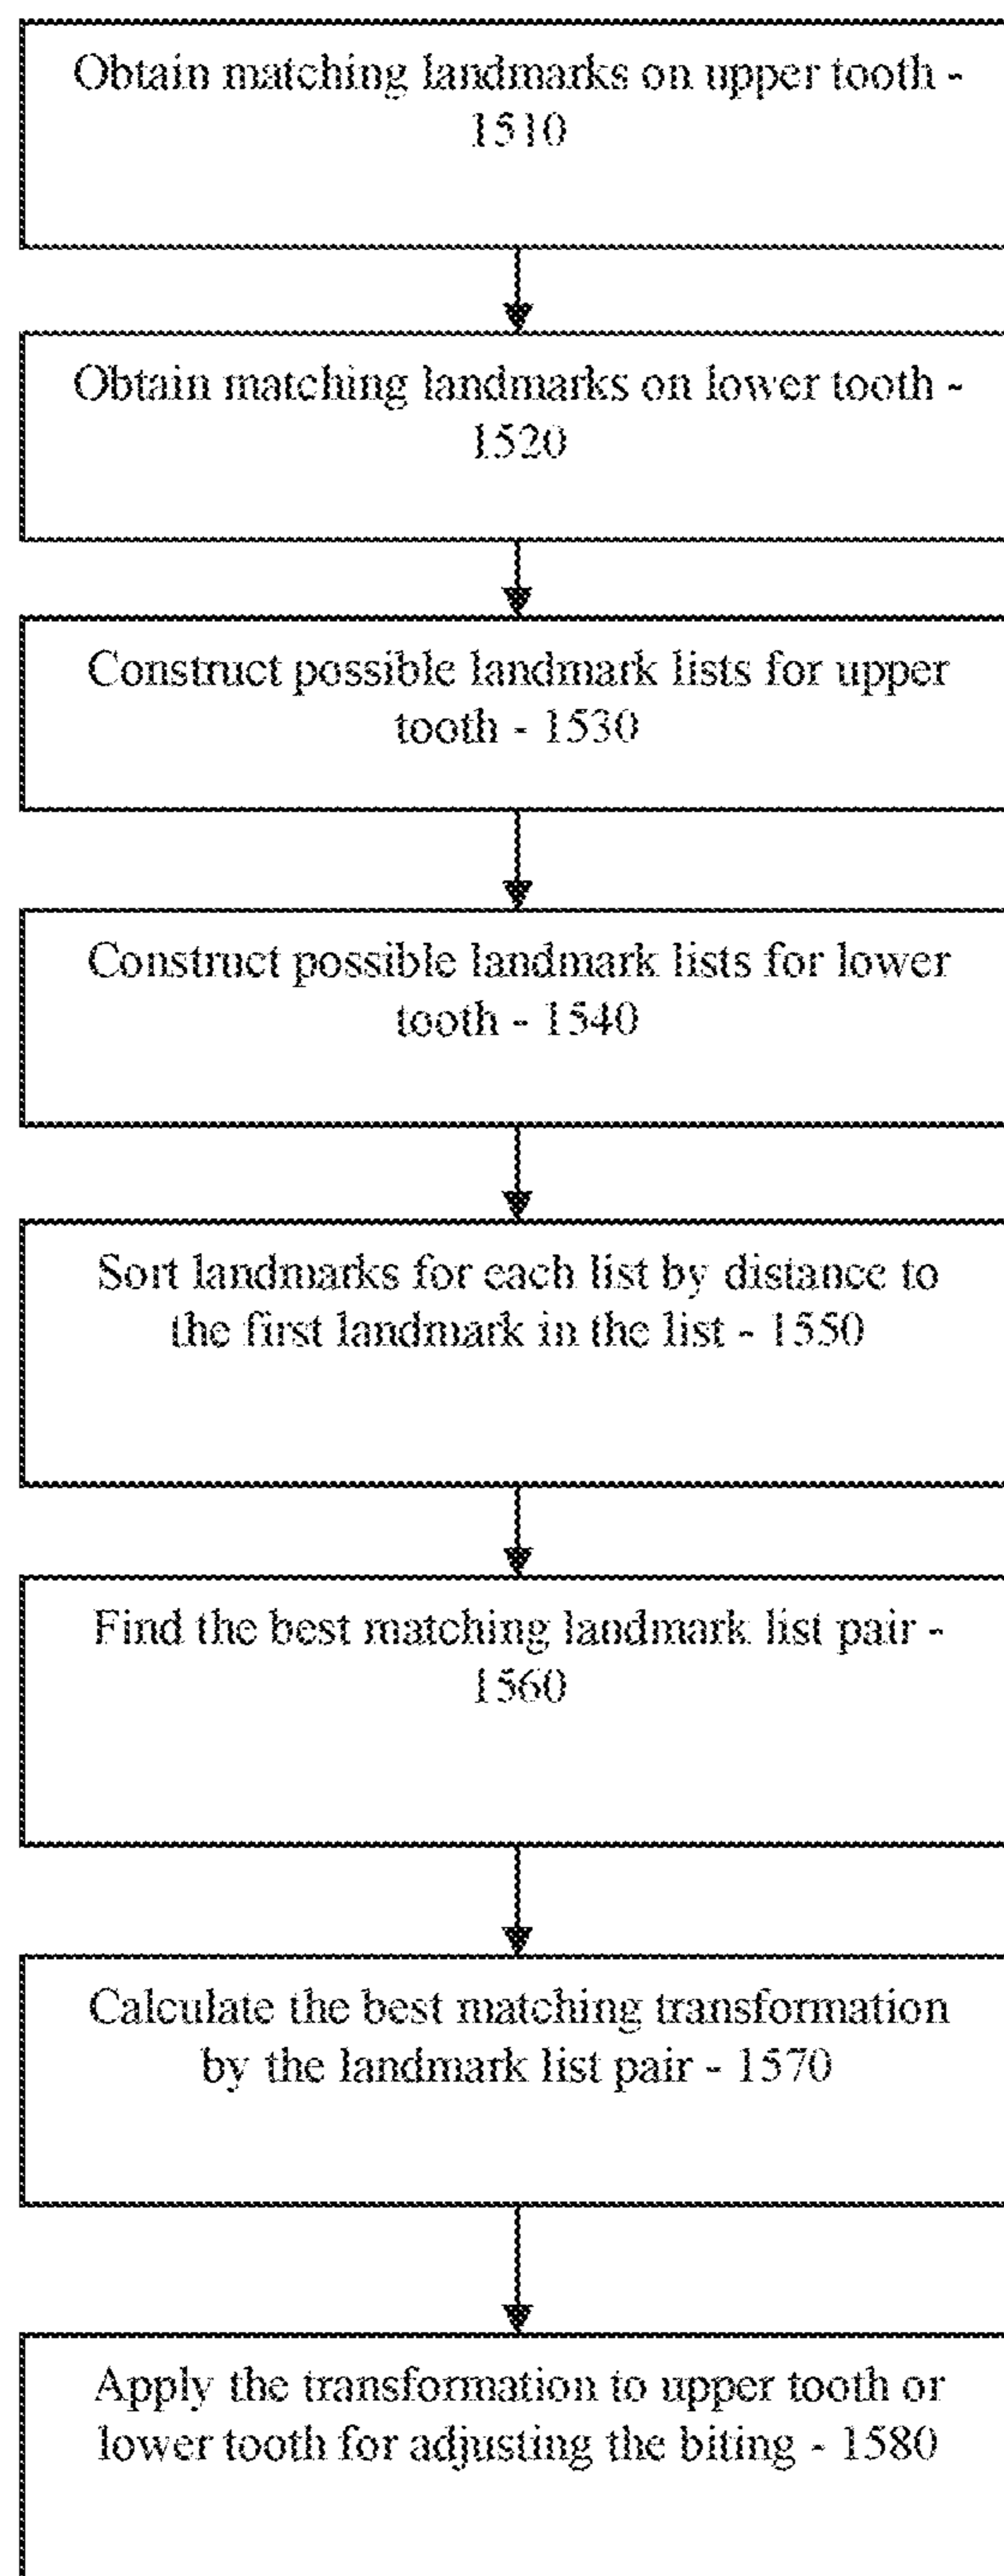 Obtain matching landmarks on upper tooth -
1510
Obtain matching landmarks on lower tooth -
1520
Construct possible landmark lists for upper
tooth - 1530
Construct possible landmark lists for lower
tooth - 1540
Sort landmarks for each list by distance to
the first landmark in the list - 1550
Find the best matching landmark list pair -
1560
Calculate the best matching transformation
by the landmark list pair - 1570
Apply the transformation to upper tooth or
lower tooth for adjusting the biting - 1580